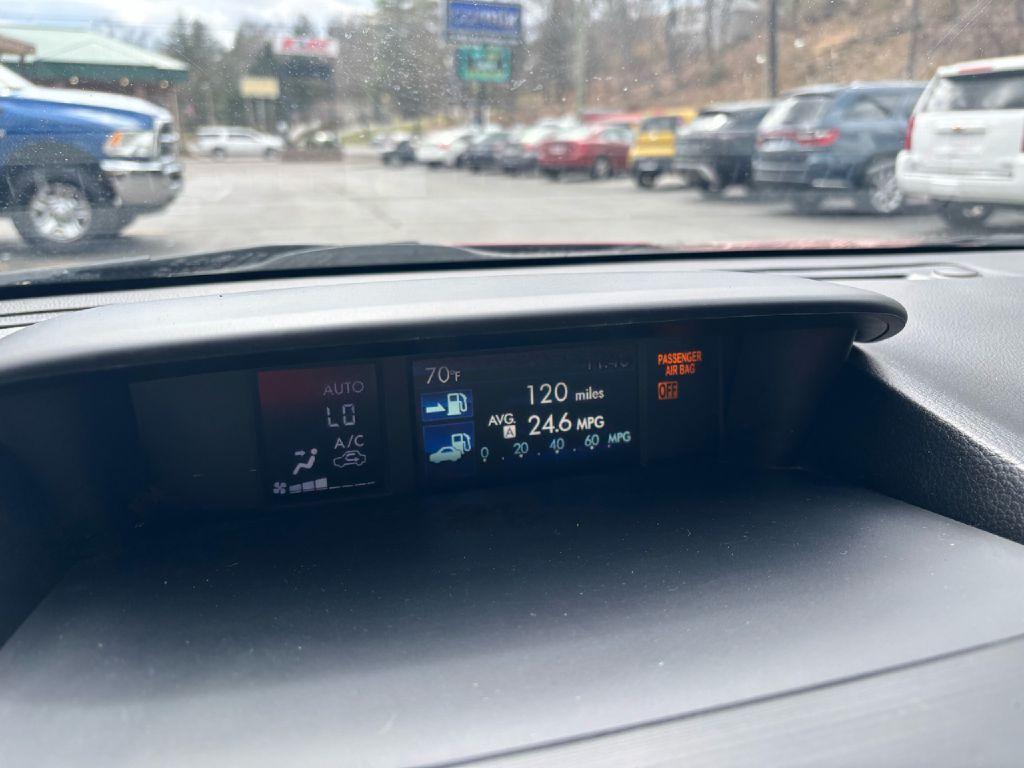 AUTO
LO
A/C
70°F
120 miles
AVG. A 24.6 MPG
0 20 40 60 MPG
PASSENGER
AIR BAG
OFF